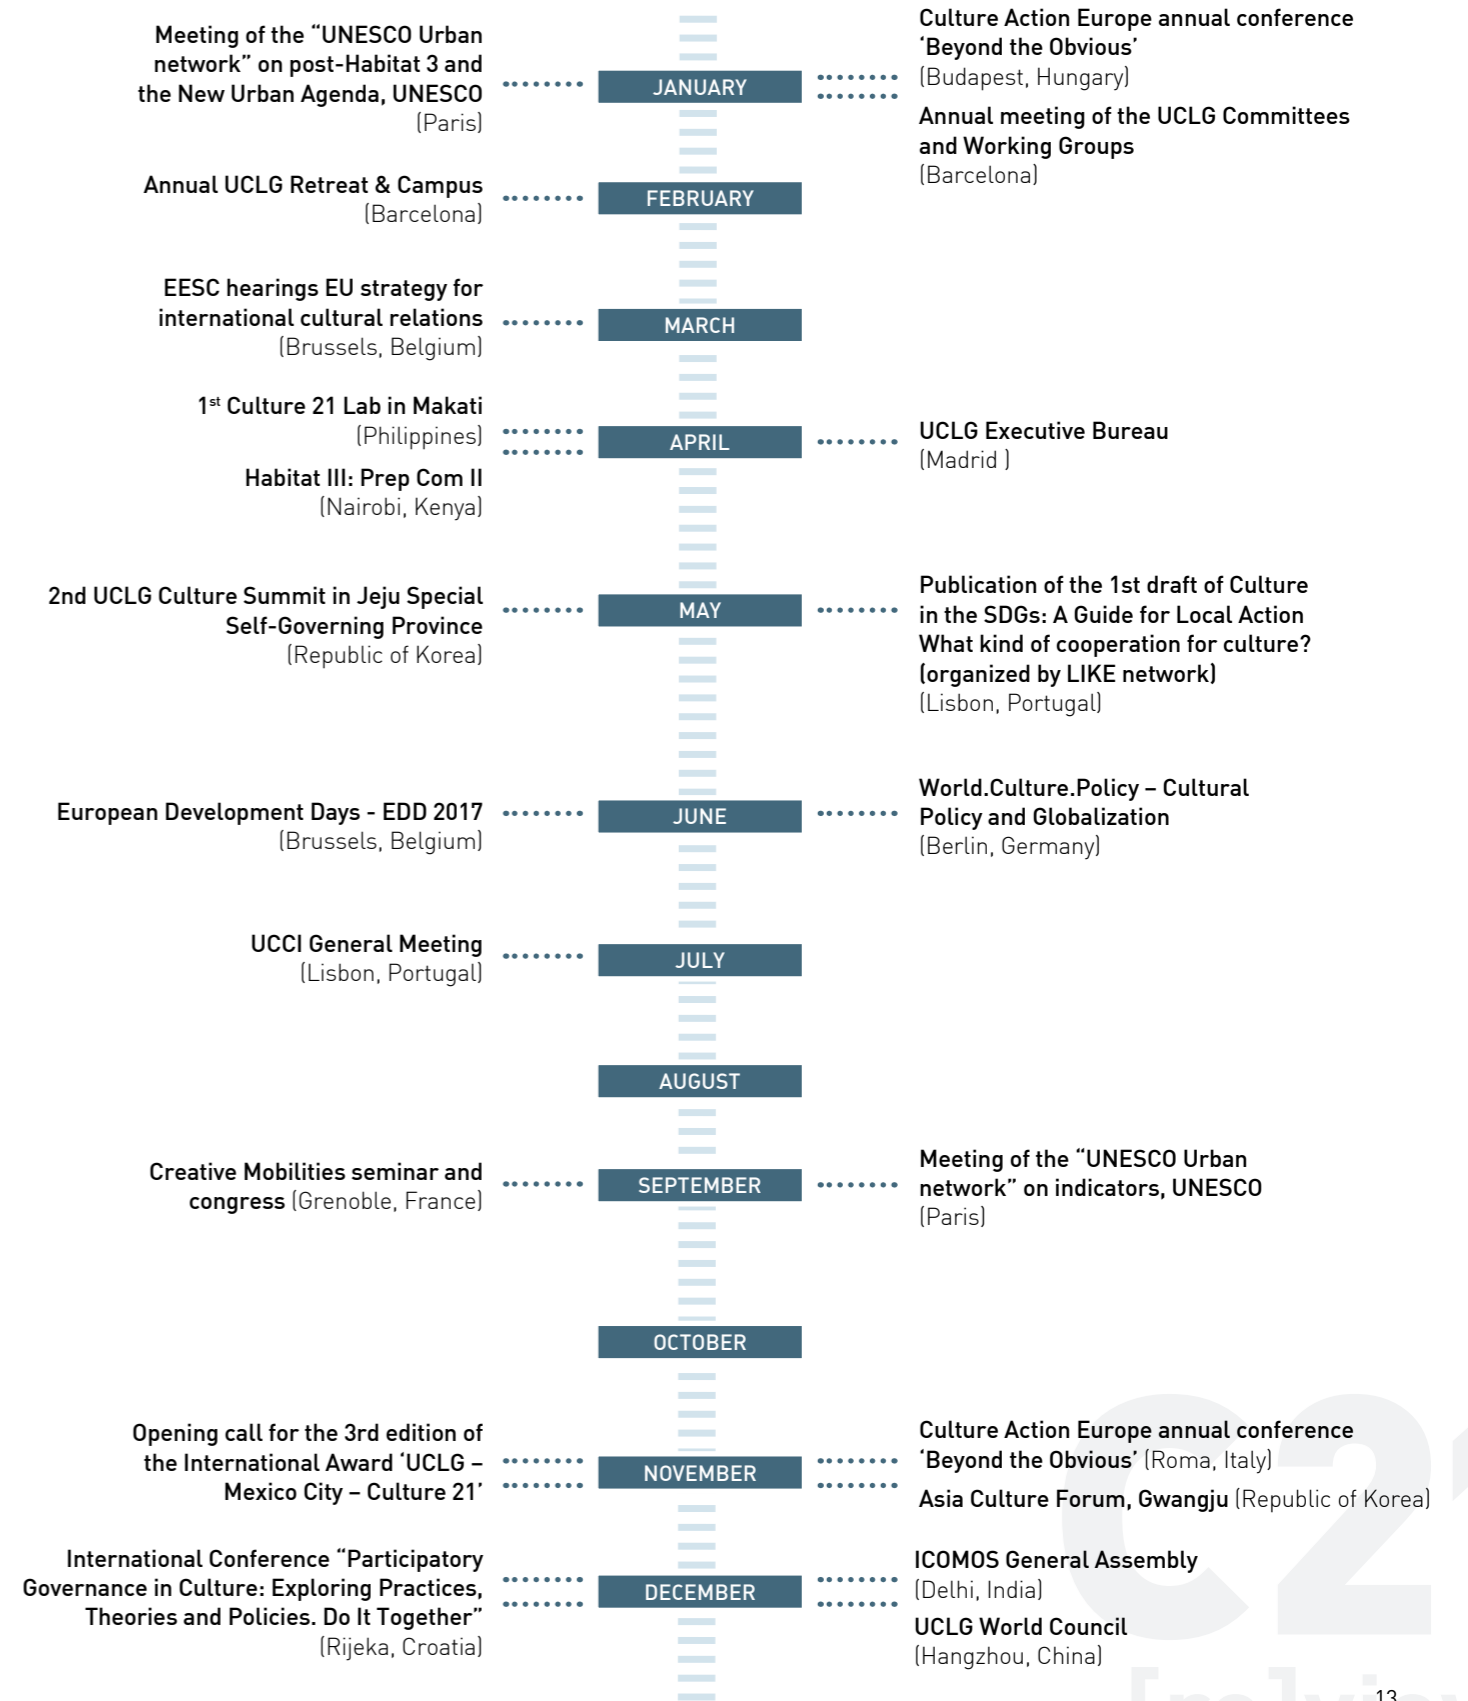 Meeting of the “UNESCO Urban
network” on post-Habitat 3 and
the New Urban Agenda, UNESCO
(Paris)
JANUARY
Culture Action Europe annual conference
‘Beyond the Obvious’
(Budapest, Hungary)
Annual meeting of the UCLG Committees
and Working Groups
(Barcelona)
Annual UCLG Retreat & Campus
(Barcelona)
FEBRUARY
EESC hearings EU strategy for
international cultural relations
(Brussels, Belgium)
MARCH
1st Culture 21 Lab in Makati
(Philippines)
Habitat III: Prep Com II
(Nairobi, Kenya)
APRIL
UCLG Executive Bureau
(Madrid )
2nd UCLG Culture Summit in Jeju Special
Self-Governing Province
(Republic of Korea)
MAY
Publication of the 1st draft of Culture
in the SDGs: A Guide for Local Action
What kind of cooperation for culture?
(organized by LIKE network)
(Lisbon, Portugal)
European Development Days - EDD 2017
(Brussels, Belgium)
JUNE
World.Culture.Policy – Cultural
Policy and Globalization
(Berlin, Germany)
UCCI General Meeting
(Lisbon, Portugal)
JULY
AUGUST
Creative Mobilities seminar and
congress (Grenoble, France)
SEPTEMBER
Meeting of the “UNESCO Urban
network” on indicators, UNESCO
(Paris)
OCTOBER
Opening call for the 3rd edition of
the International Award ‘UCLG –
Mexico City – Culture 21’
NOVEMBER
Culture Action Europe annual conference
‘Beyond the Obvious’ (Roma, Italy)
Asia Culture Forum, Gwangju (Republic of Korea)
International Conference “Participatory
Governance in Culture: Exploring Practices,
Theories and Policies. Do It Together”
(Rijeka, Croatia)
DECEMBER
ICOMOS General Assembly
(Delhi, India)
UCLG World Council
(Hangzhou, China)
C21
13